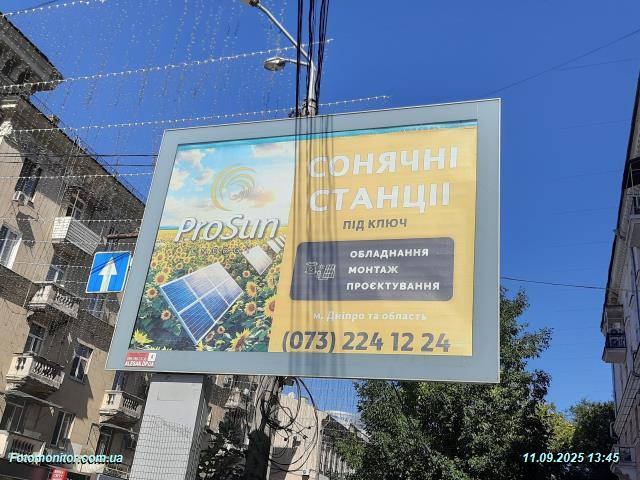 ProSun
СОНЯЧНІ
СТАНЦІЇ
ПІД КЛЮЧ
ОБЛАДНАННЯ
МОНТАЖ
ПРОЄКТУВАННЯ
м. Дніпро та область
(073) 224 12 24
Fotomonitor.com.ua
11.09.2025 13:45